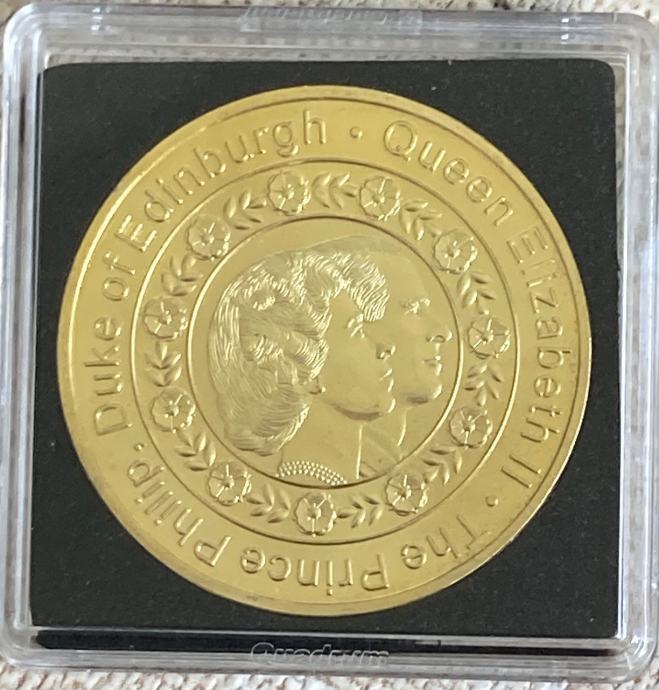 Queen Elizabeth II · The Prince Philip · Duke of Edinburgh ·
Quadrum